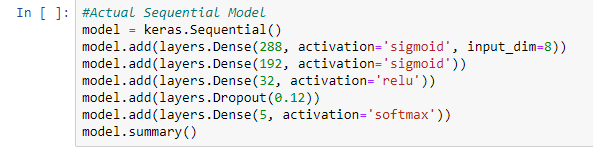 In [ ]: #Actual Sequential Model
model = keras.Sequential()
model.add(layers.Dense(288, activation='sigmoid', input_dim=8))
model.add(layers.Dense(192, activation='sigmoid'))
model.add(layers.Dense(32, activation='relu'))
model.add(layers.Dropout(0.12))
model.add(layers.Dense(5, activation='softmax'))
model.summary()